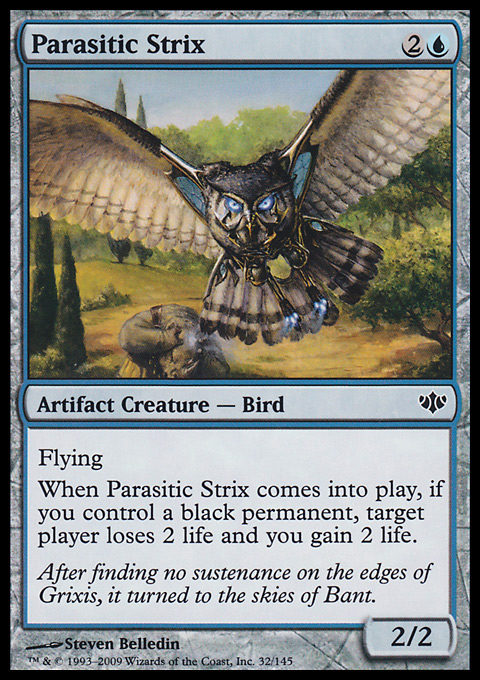 Parasitic Strix
2
Artifact Creature — Bird
Flying
When Parasitic Strix comes into play, if
you control a black permanent, target
player loses 2 life and you gain 2 life.
After finding no sustenance on the edges of
Grixis, it turned to the skies of Bant.
Steven Belledin
2/2
™ & © 1993–2009 Wizards of the Coast, Inc. 32/145